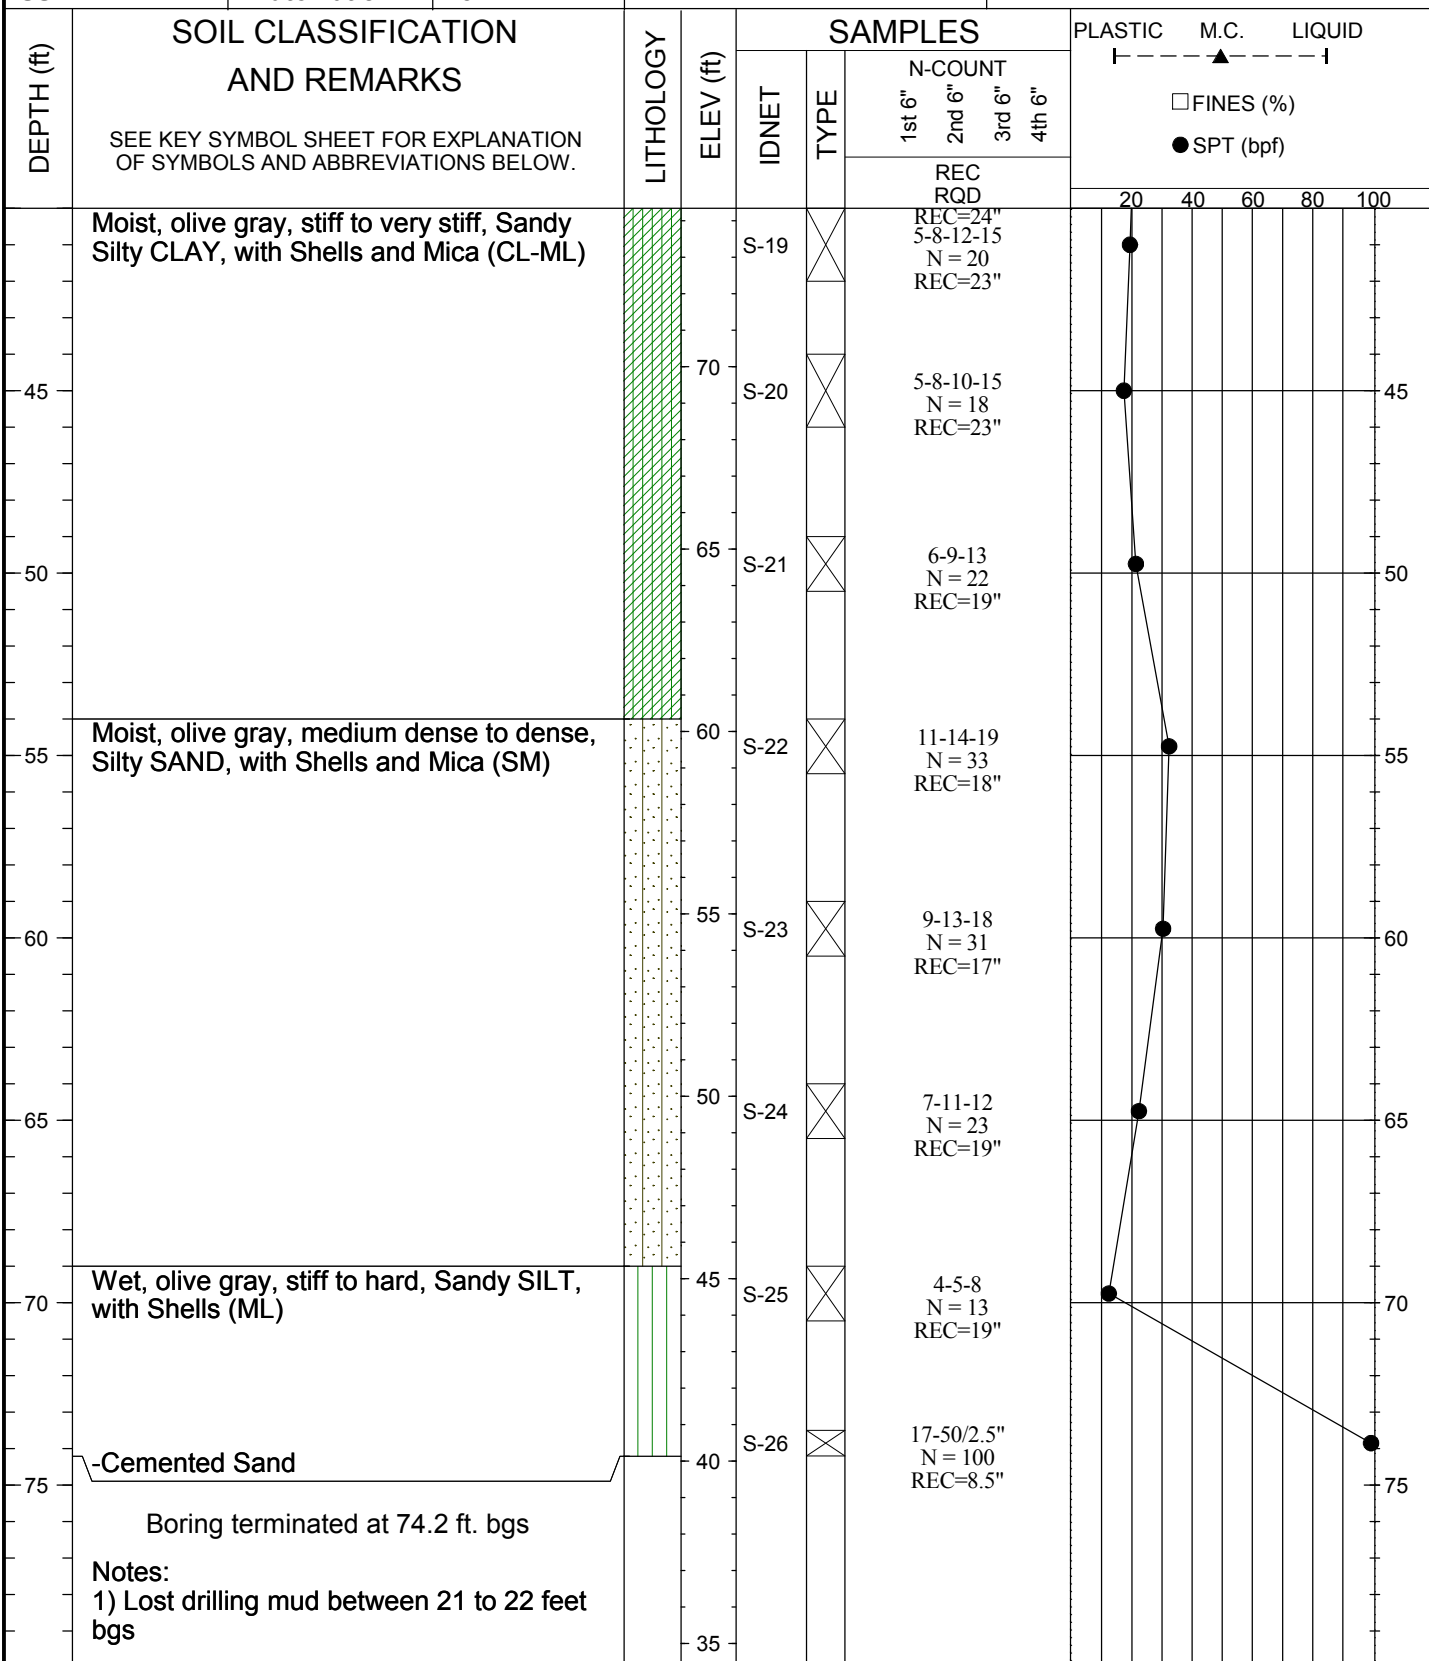 SOIL CLASSIFICATION
AND REMARKS
SEE KEY SYMBOL SHEET FOR EXPLANATION
OF SYMBOLS AND ABBREVIATIONS BELOW.
DEPTH (ft)
LITHOLOGY
ELEV (ft)
SAMPLES
IDNET
TYPE
N-COUNT
1st 6"
2nd 6"
3rd 6"
4th 6"
REC
RQD
PLASTIC M.C. LIQUID
FINES (%)
SPT (bpf)
20 40 60 80 100
Moist, olive gray, stiff to very stiff, Sandy
Silty CLAY, with Shells and Mica (CL-ML)
REC=24"
S-19
5-8-12-15
N = 20
REC=23"
70
45
S-20
5-8-10-15
N = 18
REC=23"
45
65
50
S-21
6-9-13
N = 22
REC=19"
50
Moist, olive gray, medium dense to dense,
Silty SAND, with Shells and Mica (SM)
60
55
S-22
11-14-19
N = 33
REC=18"
55
55
60
S-23
9-13-18
N = 31
REC=17"
60
50
65
S-24
7-11-12
N = 23
REC=19"
65
Wet, olive gray, stiff to hard, Sandy SILT,
with Shells (ML)
45
70
S-25
4-5-8
N = 13
REC=19"
70
-Cemented Sand
40
75
S-26
17-50/2.5"
N = 100
REC=8.5"
75
Boring terminated at 74.2 ft. bgs
Notes:
1) Lost drilling mud between 21 to 22 feet
bgs
35